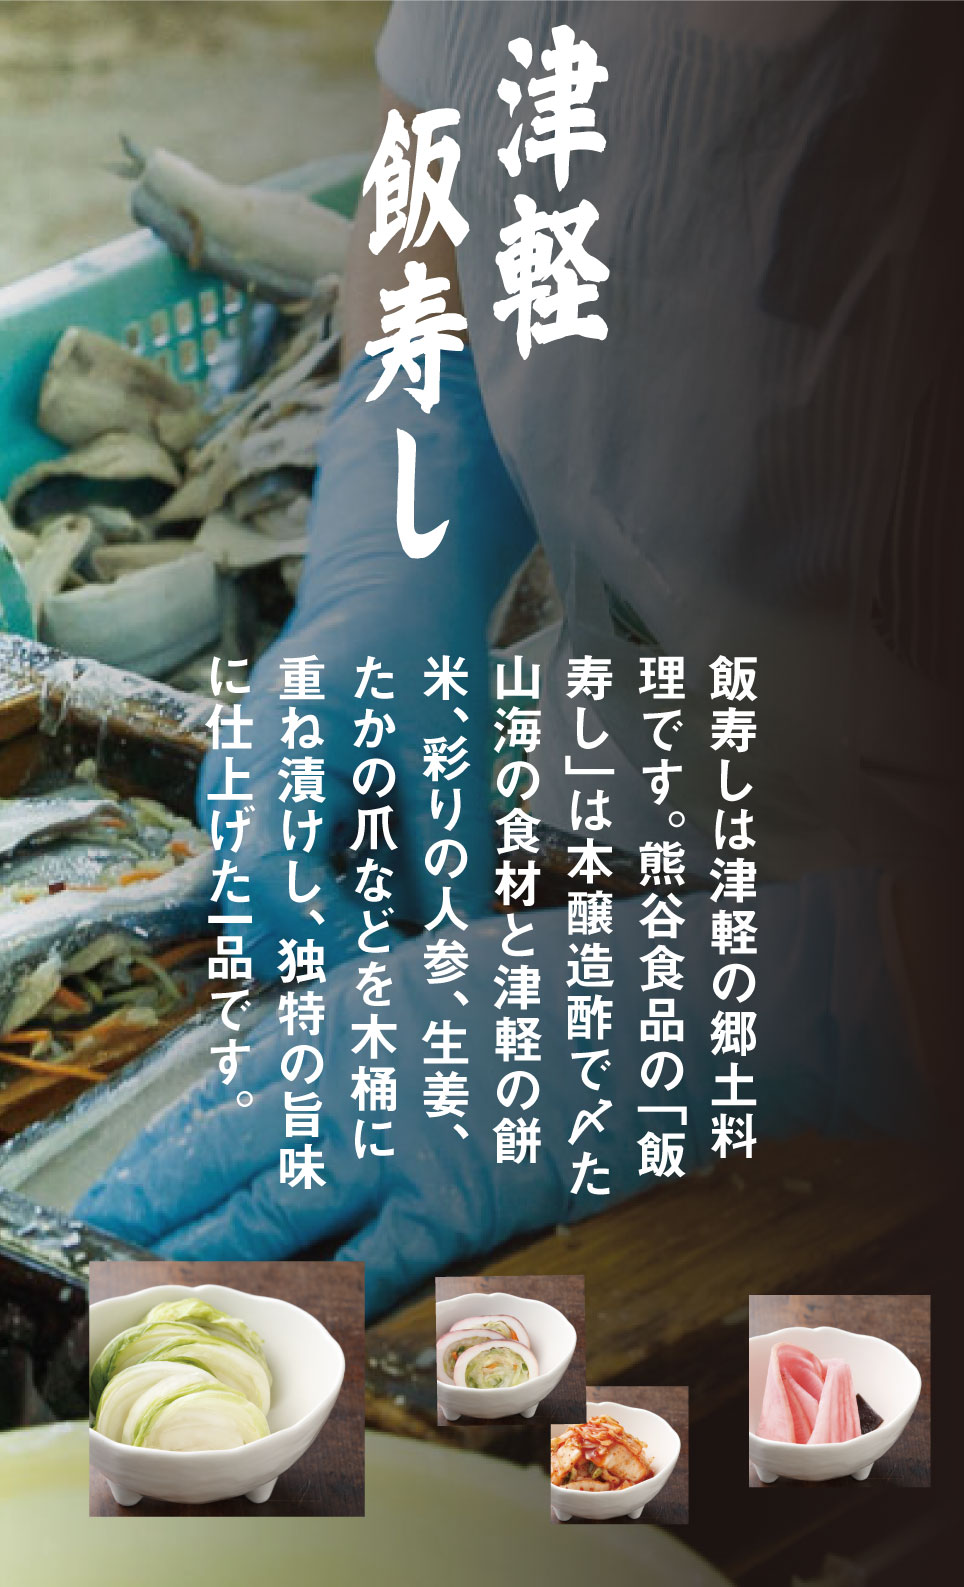 津軽
飯寿し
飯寿しは津軽の郷土料
理です。熊谷食品の「飯
寿し」は本醸造酢で〆た
山海の食材と津軽の餅
米、彩りの人参、生姜、
たかの爪などを木桶に
重ね漬けし、独特の旨味
に仕上げた一品です。